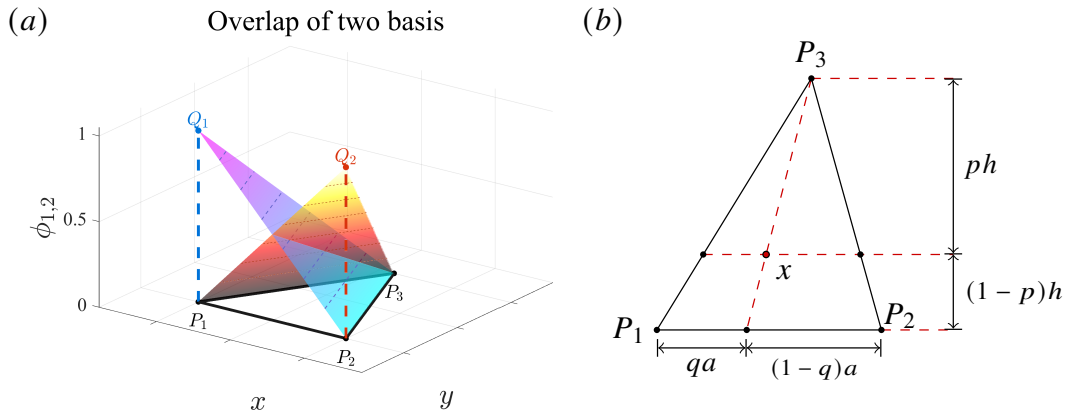 (a)
Overlap of two basis
1
0.5
0
ϕ₁,₂
Q₁
Q₂
P₁
P₂
P₃
x
y
(b)
P₃
P₁
P₂
x
ph
(1 − p)h
qa
(1 − q)a